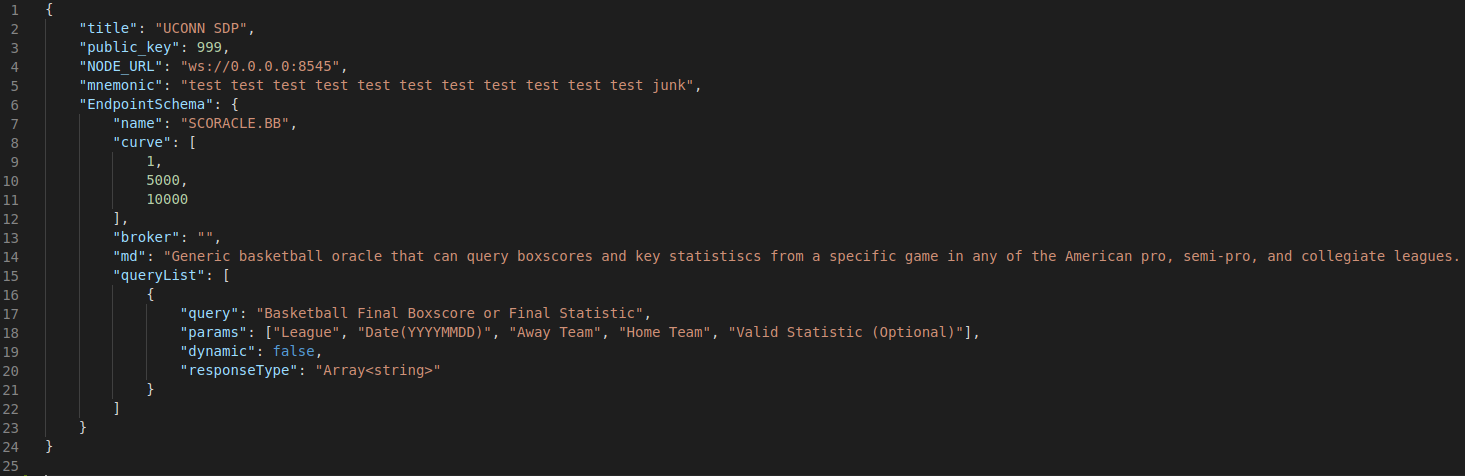 1 {
2 "title": "UCONN SDP",
3 "public_key": 999,
4 "NODE_URL": "ws://0.0.0.0:8545",
5 "mnemonic": "test test test test test test test test test test test junk",
6 "EndpointSchema": {
7 "name": "SCORACLE.BB",
8 "curve": [
9 1,
10 5000,
11 10000
12 ],
13 "broker": "",
14 "md": "Generic basketball oracle that can query boxscores and key statistiscs from a specific game in any of the American pro, semi-pro, and collegiate leagues.
15 "queryList": [
16 {
17 "query": "Basketball Final Boxscore or Final Statistic",
18 "params": ["League", "Date(YYYYMMDD)", "Away Team", "Home Team", "Valid Statistic (Optional)"],
19 "dynamic": false,
20 "responseType": "Array<string>"
21 }
22 ]
23 }
24 }
25